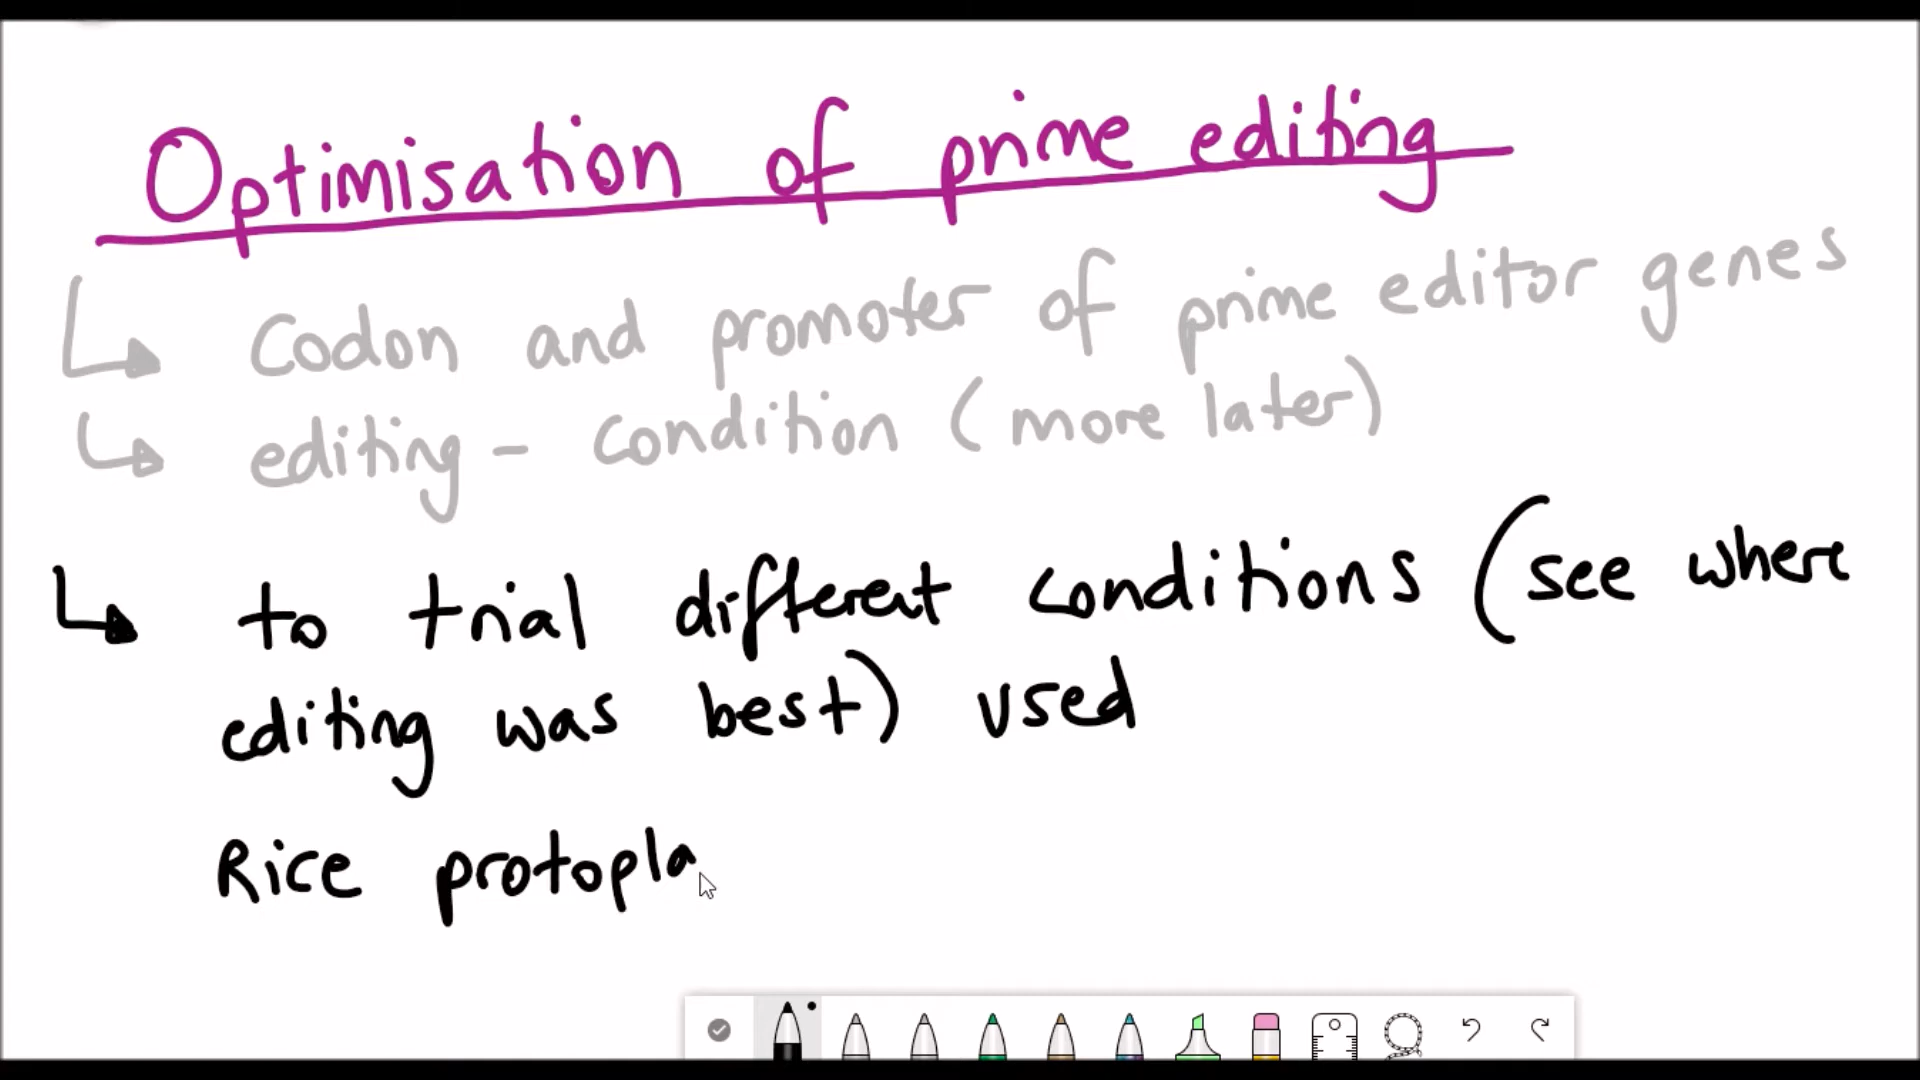 Optimisation of prime editing
Codon and promoter of prime editor genes
editing - condition (more later)
to trial different conditions (see where
editing was best) used
Rice protopla